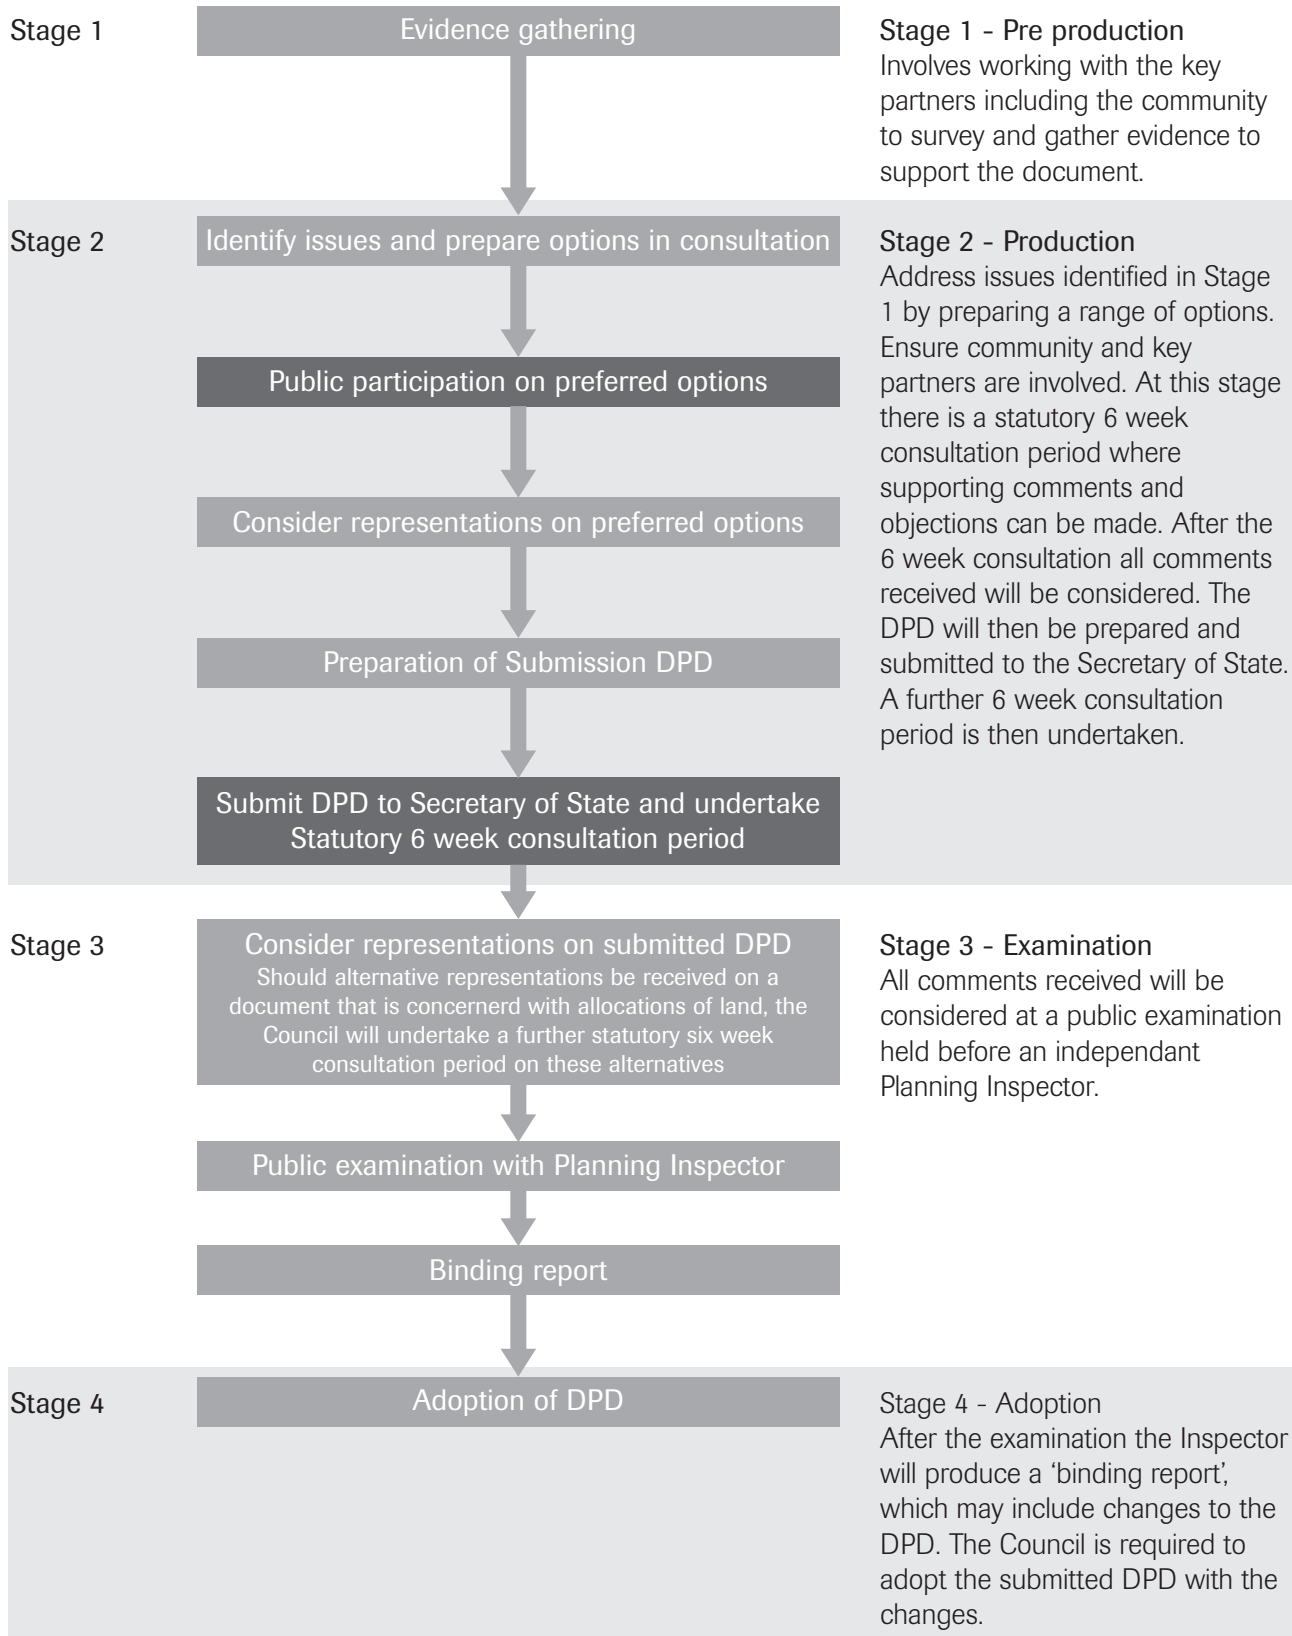 Stage 1
Evidence gathering
Stage 1 - Pre production
Involves working with the key
partners including the community
to survey and gather evidence to
support the document.
Stage 2
Identify issues and prepare options in consultation
Public participation on preferred options
Consider representations on preferred options
Preparation of Submission DPD
Submit DPD to Secretary of State and undertake
Statutory 6 week consultation period
Stage 2 - Production
Address issues identified in Stage
1 by preparing a range of options.
Ensure community and key
partners are involved. At this stage
there is a statutory 6 week
consultation period where
supporting comments and
objections can be made. After the
6 week consultation all comments
received will be considered. The
DPD will then be prepared and
submitted to the Secretary of State.
A further 6 week consultation
period is then undertaken.
Stage 3
Consider representations on submitted DPD
Should alternative representations be received on a
document that is concernerd with allocations of land, the
Council will undertake a further statutory six week
consultation period on these alternatives
Public examination with Planning Inspector
Binding report
Stage 3 - Examination
All comments received will be
considered at a public examination
held before an independant
Planning Inspector.
Stage 4
Adoption of DPD
Stage 4 - Adoption
After the examination the Inspector
will produce a ‘binding report’,
which may include changes to the
DPD. The Council is required to
adopt the submitted DPD with the
changes.